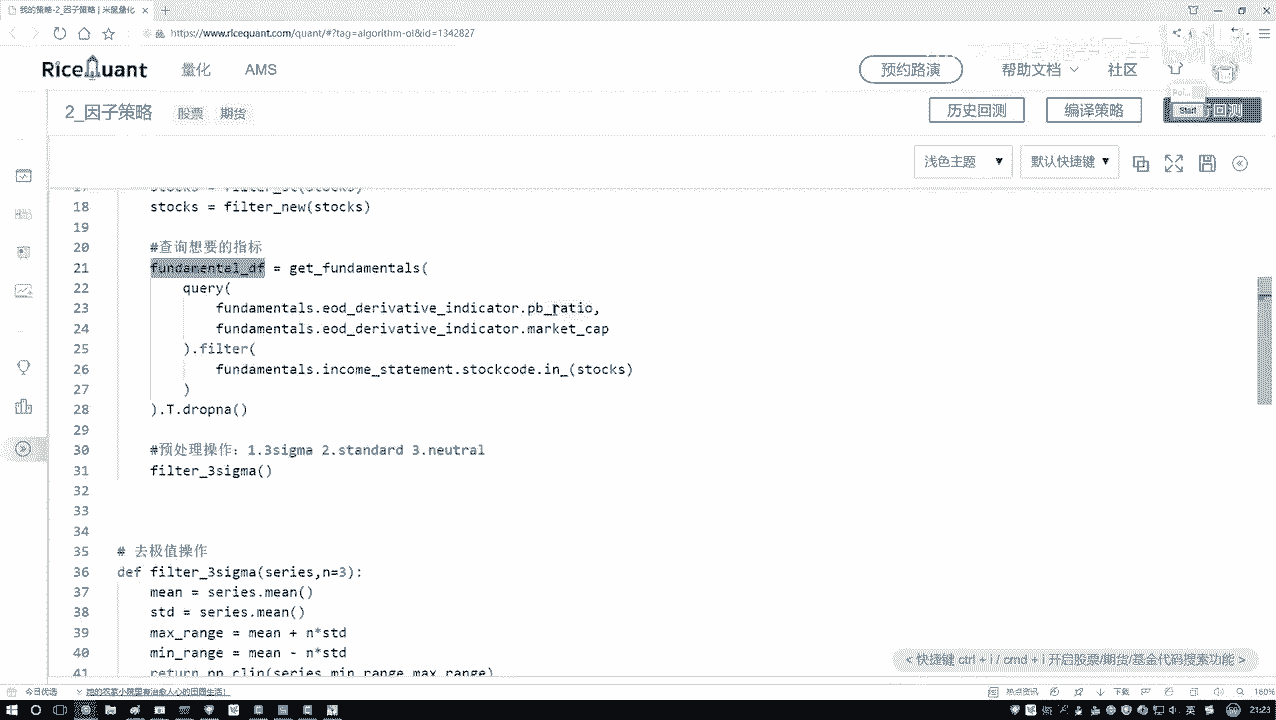 我的策略-2_因子策略 | 米筐量化
https://www.ricequant.com/quant/#?tag=algorithm-oi&id=1342827
RiceQuant 量化 AMS 预约路演 帮助文档 社区
2_因子策略 股票 期货 历史回测 编译策略
Start
浅色主题 默认快捷键
17 stocks = filter_st(stocks)
18 stocks = filter_new(stocks)
19
20 #查询想要的指标
21 fundamental_df = get_fundamentals(
22 query(
23 fundamentals.eod_derivative_indicator.pb_ratio,
24 fundamentals.eod_derivative_indicator.market_cap
25 ).filter(
26 fundamentals.income_statement.stockcode.in_(stocks)
27 )
28 ).T.dropna()
29
30 #预处理操作: 1.3sigma 2.standard 3.neutral
31 filter_3sigma()
32
33
34
35 # 去极值操作
36 def filter_3sigma(series,n=3):
37 mean = series.mean()
38 std = series.mean()
39 max_range = mean + n*std
40 min_range = mean - n*std
41 return np.clip(series,min_range,max_range)
< 快捷键 ctrl + i / cmd + i 开启股票/期货/基金代码搜索功能 >
今日优选 热点资讯 下载 160%
英 21:23